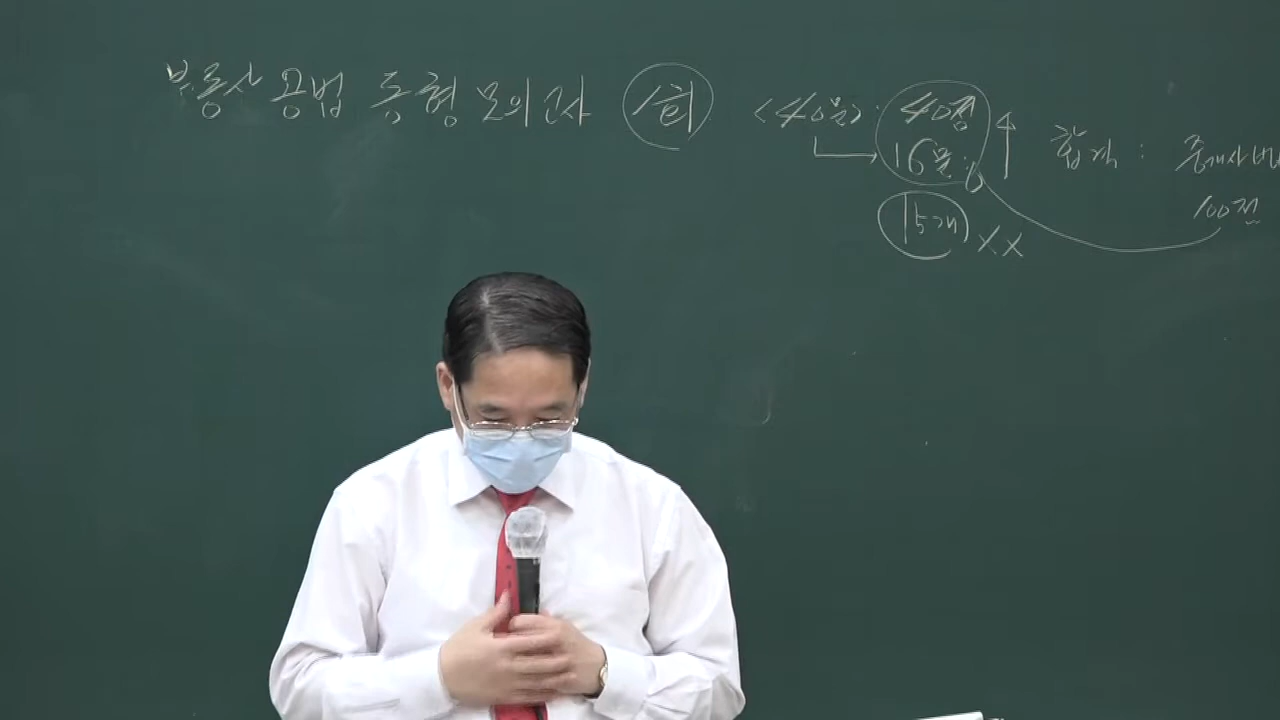 부동산 공법 동형 모의고사 1회 <40문> : 40점 합격 : 중개사법
16문
100점
15개 XX